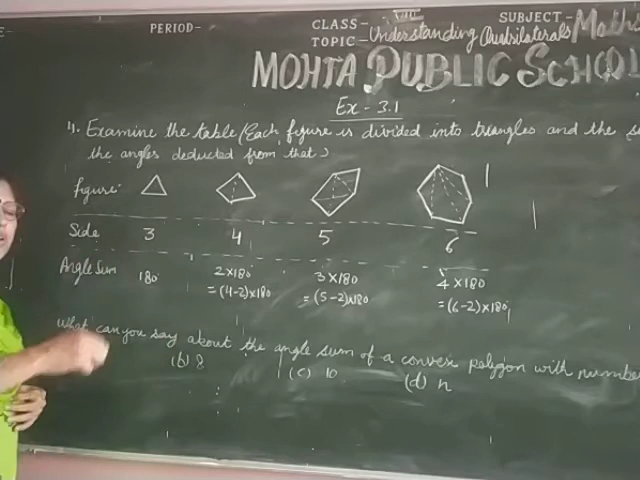 PERIOD-
CLASS- VIII
SUBJECT- Maths
TOPIC- Understanding Quadrilaterals
MOHTA PUBLIC SCHOOL
Ex-3.1
4. Examine the table (Each figure is divided into triangles and the
the angles deducted from that)
figure:
Side 3 4 5 6
Angle Sum 180° 2×180° 3×180 4×180
=(4-2)×180 =(5-2)×180 =(6-2)×180,
What can you say about the angle sum of a convex polygon with number
(b) 8 (c) 10 (d) n